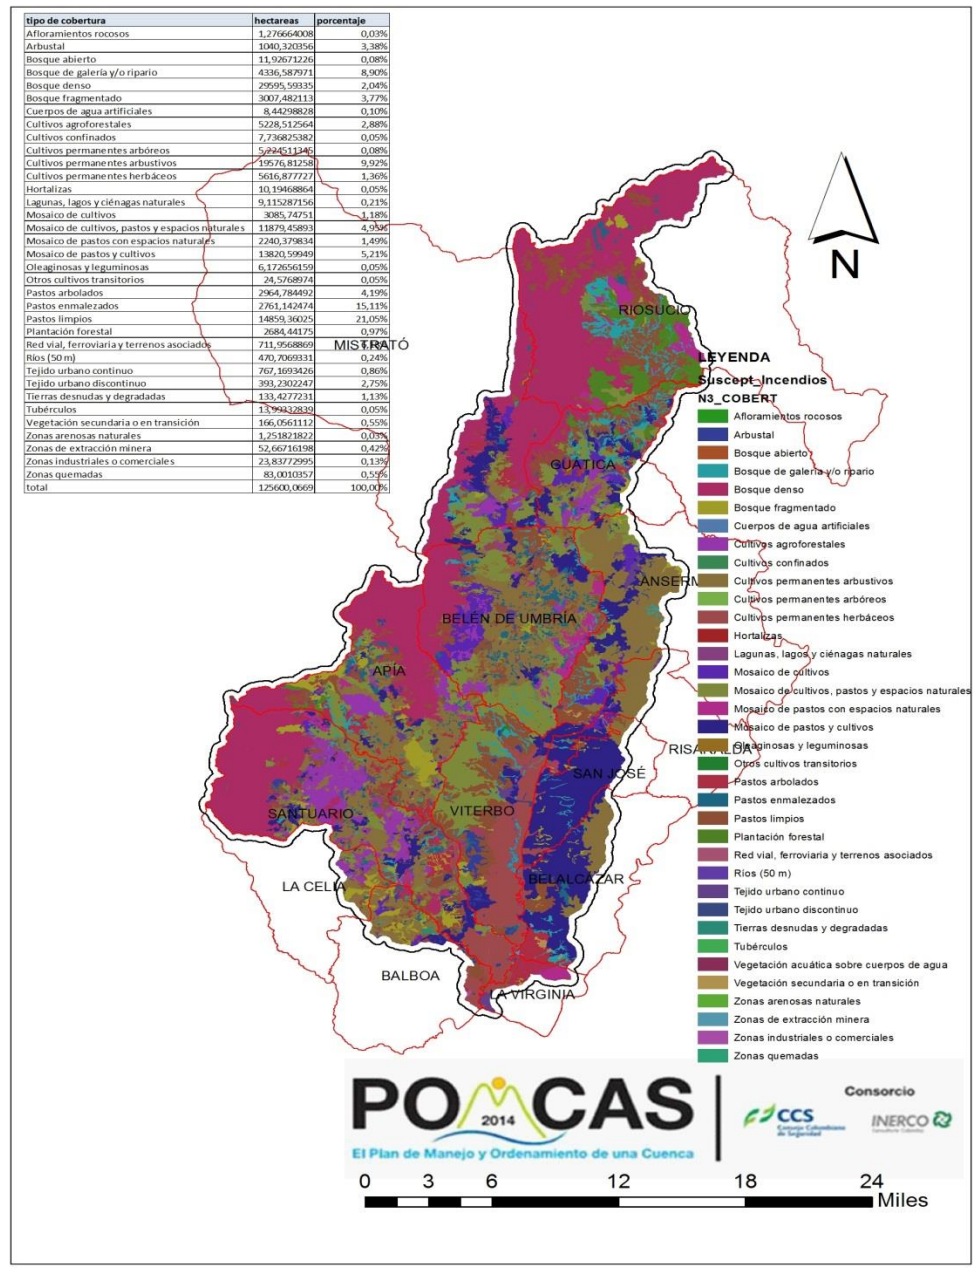 tipo de cobertura hectareas porcentaje
Afloramientos rocosos 1,276664008 0,03%
Arbustal 1040,320356 3,38%
Bosque abierto 11,92671226 0,08%
Bosque de galería y/o ripario 4336,587971 8,90%
Bosque denso 29595,59335 2,04%
Bosque fragmentado 3007,482113 3,77%
Cuerpos de agua artificiales 8,44298828 0,10%
Cultivos agroforestales 5228,512564 2,88%
Cultivos confinados 7,736825382 0,05%
Cultivos permanentes arbóreos 5,224511345 0,08%
Cultivos permanentes arbustivos 19576,81258 9,92%
Cultivos permanentes herbáceos 5616,877727 1,36%
Hortalizas 10,19468864 0,05%
Lagunas, lagos y ciénagas naturales 9,115287156 0,21%
Mosaico de cultivos 3085,74751 1,18%
Mosaico de cultivos, pastos y espacios naturales 11879,45893 4,95%
Mosaico de pastos con espacios naturales 2240,379834 1,49%
Mosaico de pastos y cultivos 13820,59949 5,21%
Oleaginosas y leguminosas 6,172656159 0,05%
Otros cultivos transitorios 24,5768974 0,05%
Pastos arbolados 2964,784492 4,19%
Pastos enmalezados 2761,142474 15,11%
Pastos limpios 14859,36025 21,05%
Plantación forestal 2684,44175 0,97%
Red vial, ferroviaria y terrenos asociados 711,9568869
Ríos (50 m) 470,7069331 0,24%
Tejido urbano continuo 767,1693426 0,86%
Tejido urbano discontinuo 393,2302247 2,75%
Tierras desnudas y degradadas 133,4277231 1,13%
Tubérculos 13,99332839 0,05%
Vegetación secundaria o en transición 166,0561112 0,55%
Zonas arenosas naturales 1,251821822 0,03%
Zonas de extracción minera 52,66716198 0,42%
Zonas industriales o comerciales 23,83772995 0,13%
Zonas quemadas 83,0010357 0,55%
total 125600,0669 100,00%
N
RIOSUCIO
MISTRATÓ
GUÁTICA
ANSERM
BELÉN DE UMBRÍA
APÍA
RISARALDA
SAN JOSÉ
SANTUARIO
VITERBO
BELALCÁZAR
LA CELIA
BALBOA
LA VIRGINIA
LEYENDA
Suscept_Incendios
N3_COBERT
Afloramientos rocosos
Arbustal
Bosque abierto
Bosque de galería y/o ripario
Bosque denso
Bosque fragmentado
Cuerpos de agua artificiales
Cultivos agroforestales
Cultivos confinados
Cultivos permanentes arbustivos
Cultivos permanentes arbóreos
Cultivos permanentes herbáceos
Hortalizas
Lagunas, lagos y ciénagas naturales
Mosaico de cultivos
Mosaico de cultivos, pastos y espacios naturales
Mosaico de pastos con espacios naturales
Mosaico de pastos y cultivos
Oleaginosas y leguminosas
Otros cultivos transitorios
Pastos arbolados
Pastos enmalezados
Pastos limpios
Plantación forestal
Red vial, ferroviaria y terrenos asociados
Ríos (50 m)
Tejido urbano continuo
Tejido urbano discontinuo
Tierras desnudas y degradadas
Tubérculos
Vegetación acuática sobre cuerpos de agua
Vegetación secundaria o en transición
Zonas arenosas naturales
Zonas de extracción minera
Zonas industriales o comerciales
Zonas quemadas
POMCAS
2014
El Plan de Manejo y Ordenamiento de una Cuenca
Consorcio
CCS
Consejo Colombiano
de Seguridad
INERCO
0 3 6 12 18 24
Miles